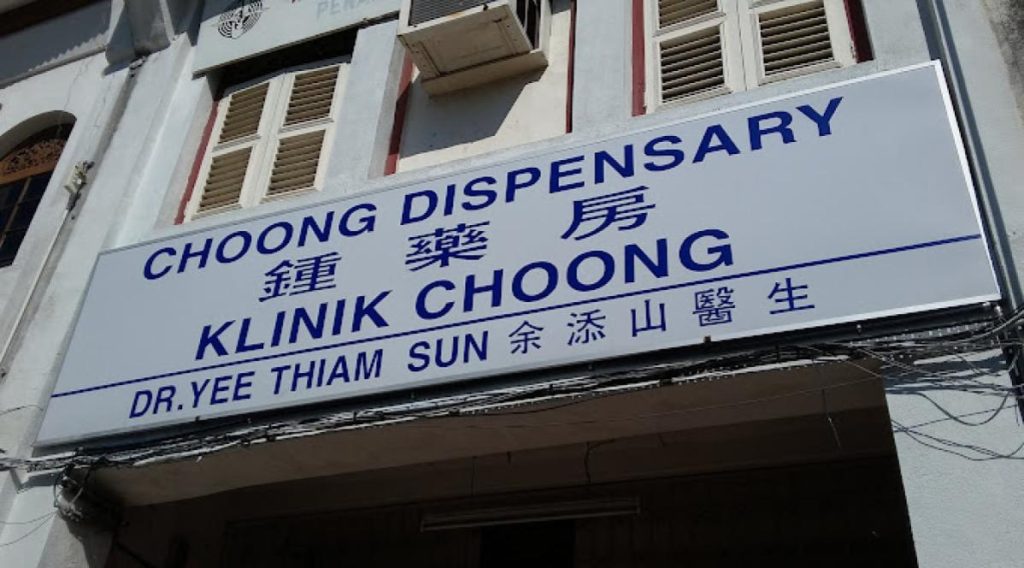 CHOONG DISPENSARY
鍾 藥 房
KLINIK CHOONG
DR.YEE THIAM SUN 余添山醫生